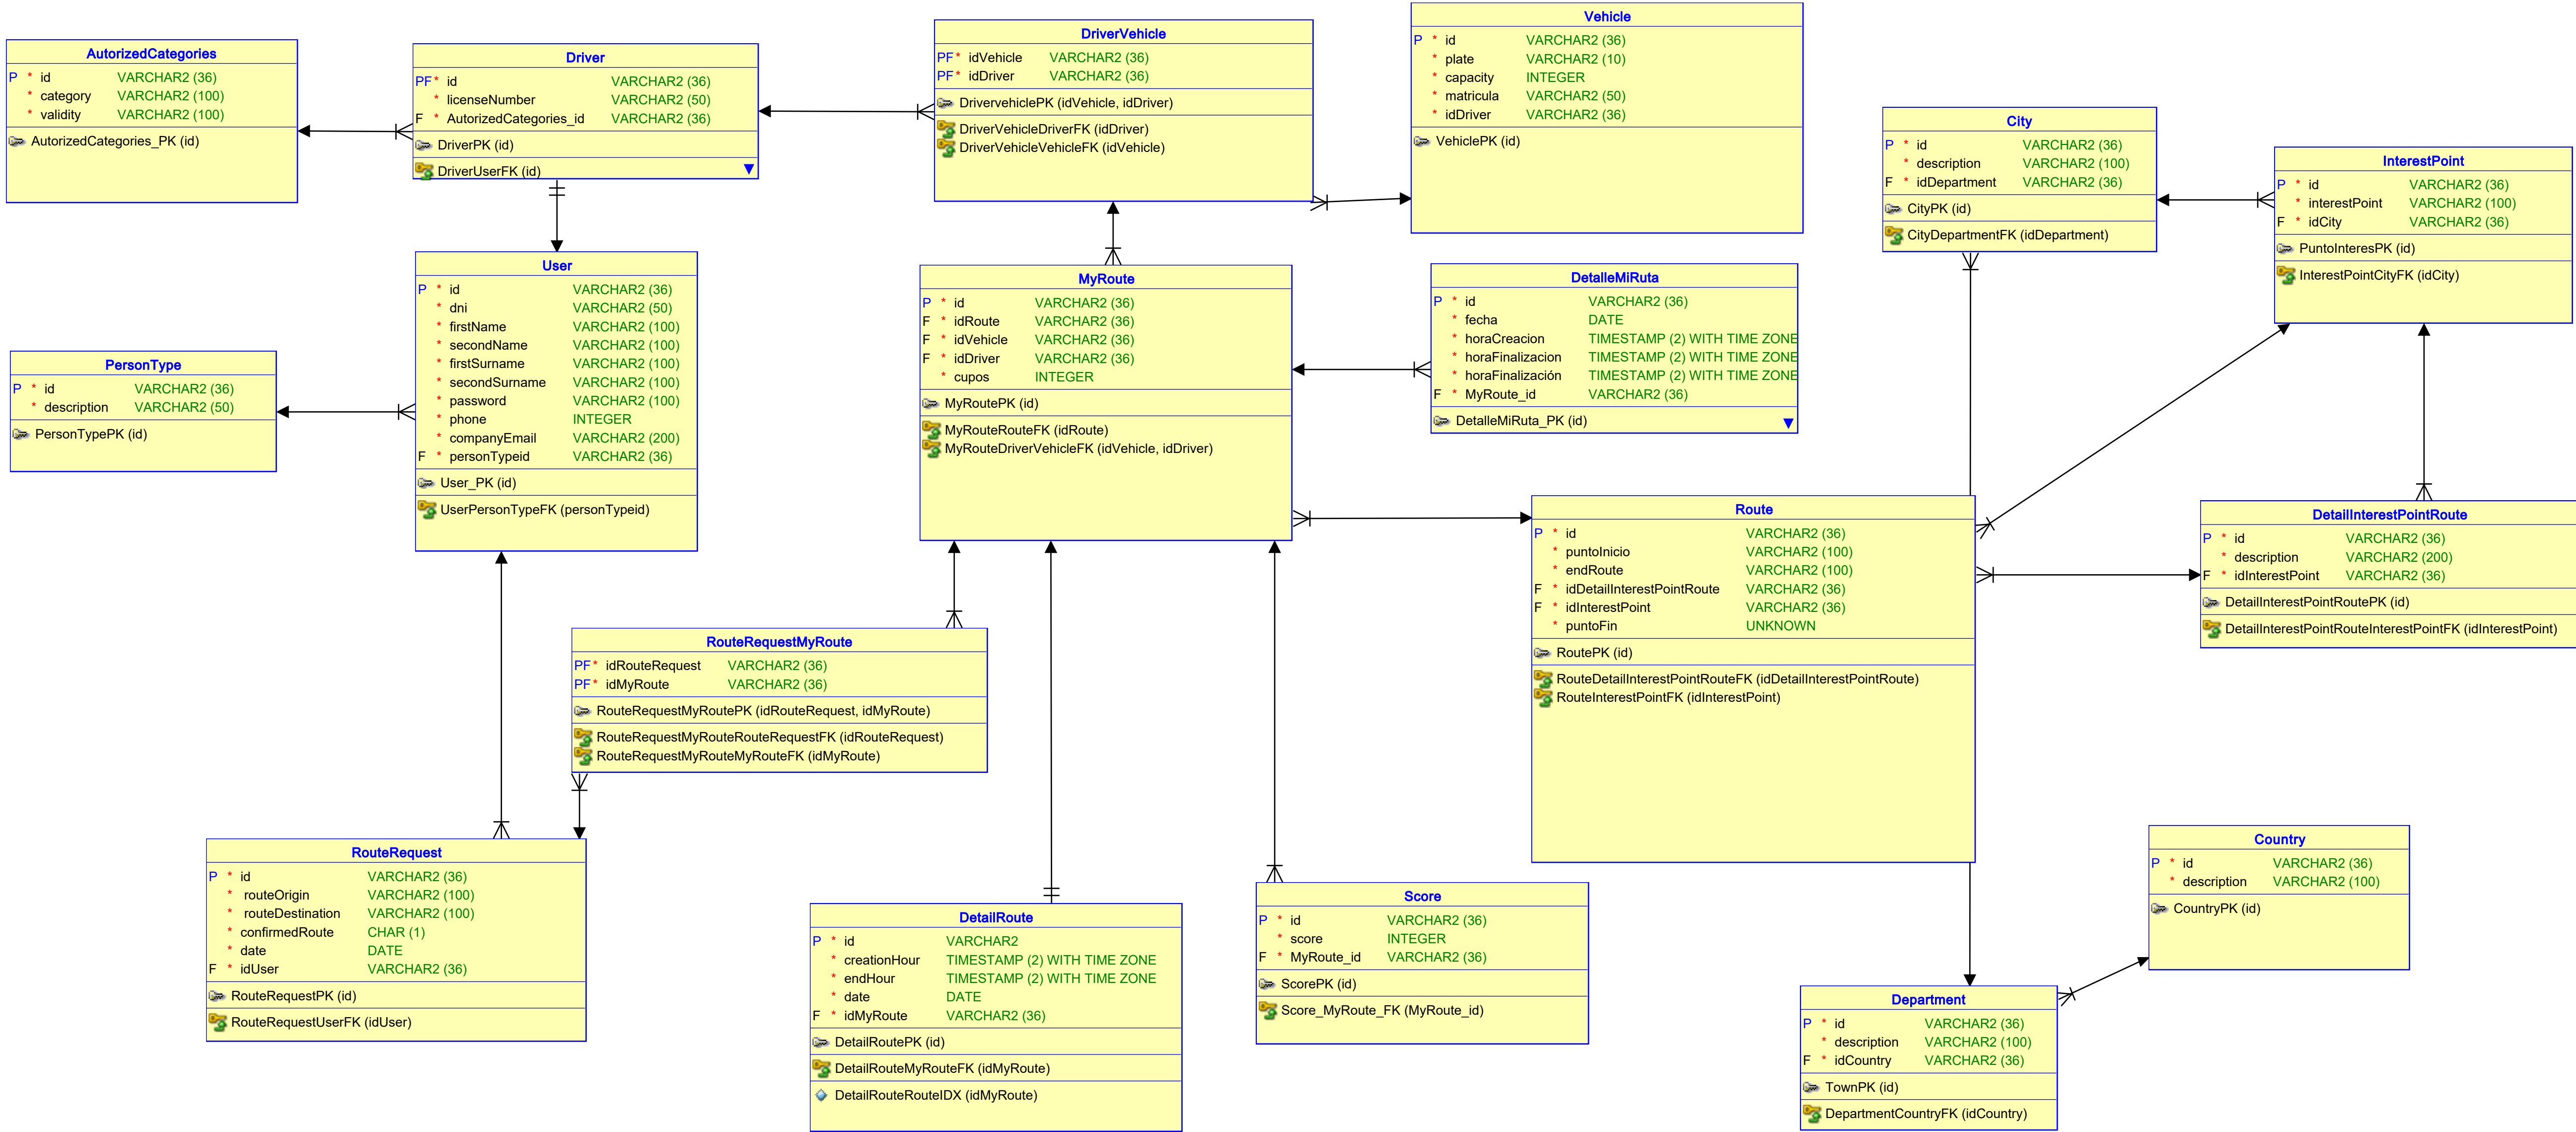 AutorizedCategories
P * id VARCHAR2 (36)
* category VARCHAR2 (100)
* validity VARCHAR2 (100)
AutorizedCategories_PK (id)
Driver
PF* id VARCHAR2 (36)
* licenseNumber VARCHAR2 (50)
F * AutorizedCategories_id VARCHAR2 (36)
DriverPK (id)
DriverUserFK (id)
DriverVehicle
PF* idVehicle VARCHAR2 (36)
PF* idDriver VARCHAR2 (36)
DrivervehiclePK (idVehicle, idDriver)
DriverVehicleDriverFK (idDriver)
DriverVehicleVehicleFK (idVehicle)
Vehicle
P * id VARCHAR2 (36)
* plate VARCHAR2 (10)
* capacity INTEGER
* matricula VARCHAR2 (50)
* idDriver VARCHAR2 (36)
VehiclePK (id)
City
P * id VARCHAR2 (36)
* description VARCHAR2 (100)
F * idDepartment VARCHAR2 (36)
CityPK (id)
CityDepartmentFK (idDepartment)
InterestPoint
P * id VARCHAR2 (36)
* interestPoint VARCHAR2 (100)
F * idCity VARCHAR2 (36)
PuntoInteresPK (id)
InterestPointCityFK (idCity)
User
P * id VARCHAR2 (36)
* dni VARCHAR2 (50)
* firstName VARCHAR2 (100)
* secondName VARCHAR2 (100)
* firstSurname VARCHAR2 (100)
* secondSurname VARCHAR2 (100)
* password VARCHAR2 (100)
* phone INTEGER
* companyEmail VARCHAR2 (200)
F * personTypeid VARCHAR2 (36)
User_PK (id)
UserPersonTypeFK (personTypeid)
PersonType
P * id VARCHAR2 (36)
* description VARCHAR2 (50)
PersonTypePK (id)
MyRoute
P * id VARCHAR2 (36)
F * idRoute VARCHAR2 (36)
F * idVehicle VARCHAR2 (36)
F * idDriver VARCHAR2 (36)
* cupos INTEGER
MyRoutePK (id)
MyRouteRouteFK (idRoute)
MyRouteDriverVehicleFK (idVehicle, idDriver)
DetalleMiRuta
P * id VARCHAR2 (36)
* fecha DATE
* horaCreacion TIMESTAMP (2) WITH TIME ZONE
* horaFinalizacion TIMESTAMP (2) WITH TIME ZONE
* horaFinalización TIMESTAMP (2) WITH TIME ZONE
F * MyRoute_id VARCHAR2 (36)
DetalleMiRuta_PK (id)
Route
P * id VARCHAR2 (36)
* puntoInicio VARCHAR2 (100)
* endRoute VARCHAR2 (100)
F * idDetailInterestPointRoute VARCHAR2 (36)
F * idInterestPoint VARCHAR2 (36)
* puntoFin UNKNOWN
RoutePK (id)
RouteDetailInterestPointRouteFK (idDetailInterestPointRoute)
RouteInterestPointFK (idInterestPoint)
DetailInterestPointRoute
P * id VARCHAR2 (36)
* description VARCHAR2 (200)
F * idInterestPoint VARCHAR2 (36)
DetailInterestPointRoutePK (id)
DetailInterestPointRouteInterestPointFK (idInterestPoint)
RouteRequestMyRoute
PF* idRouteRequest VARCHAR2 (36)
PF* idMyRoute VARCHAR2 (36)
RouteRequestMyRoutePK (idRouteRequest, idMyRoute)
RouteRequestMyRouteRouteRequestFK (idRouteRequest)
RouteRequestMyRouteMyRouteFK (idMyRoute)
RouteRequest
P * id VARCHAR2 (36)
* routeOrigin VARCHAR2 (100)
* routeDestination VARCHAR2 (100)
* confirmedRoute CHAR (1)
* date DATE
F * idUser VARCHAR2 (36)
RouteRequestPK (id)
RouteRequestUserFK (idUser)
DetailRoute
P * id VARCHAR2
* creationHour TIMESTAMP (2) WITH TIME ZONE
* endHour TIMESTAMP (2) WITH TIME ZONE
* date DATE
F * idMyRoute VARCHAR2 (36)
DetailRoutePK (id)
DetailRouteMyRouteFK (idMyRoute)
DetailRouteRouteIDX (idMyRoute)
Score
P * id VARCHAR2 (36)
* score INTEGER
F * MyRoute_id VARCHAR2 (36)
ScorePK (id)
Score_MyRoute_FK (MyRoute_id)
Country
P * id VARCHAR2 (36)
* description VARCHAR2 (100)
CountryPK (id)
Department
P * id VARCHAR2 (36)
* description VARCHAR2 (100)
F * idCountry VARCHAR2 (36)
TownPK (id)
DepartmentCountryFK (idCountry)